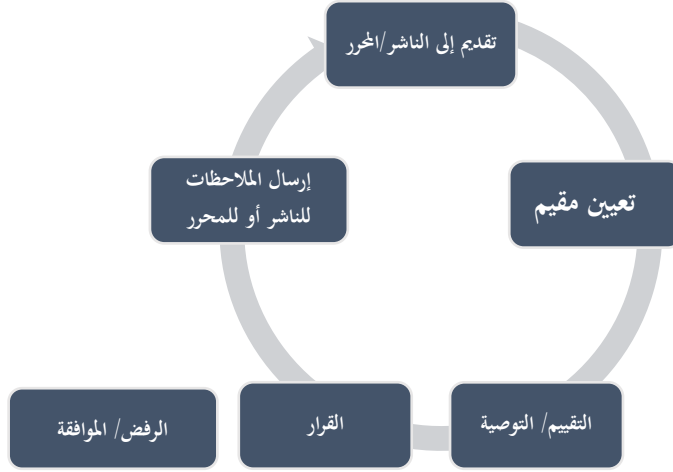 تقديم إلى الناشر/المحرر
تعيين مقيم
إرسال الملاحظات
للناشر أو للمحرر
التقييم/ التوصية
القرار
الرفض/ الموافقة